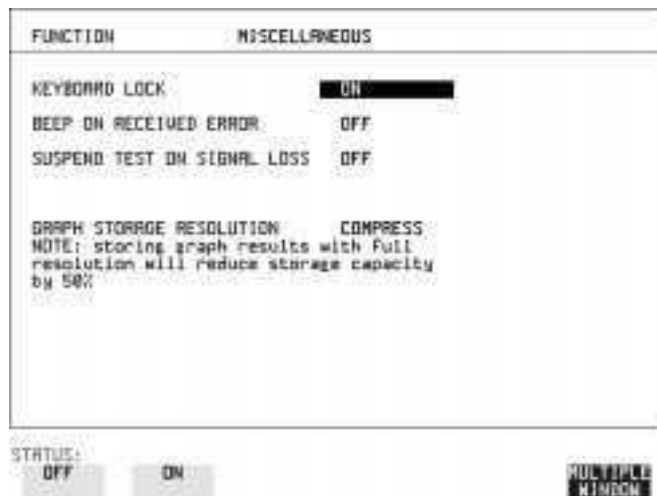 FUNCTION MISCELLANEOUS
KEYBOARD LOCK ON
BEEP ON RECEIVED ERROR OFF
SUSPEND TEST ON SIGNAL LOSS OFF
GRAPH STORAGE RESOLUTION COMPRESS
NOTE: storing graph results with Full
resolution will reduce storage capacity
by 50%
STATUS:
OFF ON MULTIPLE
WINDOW